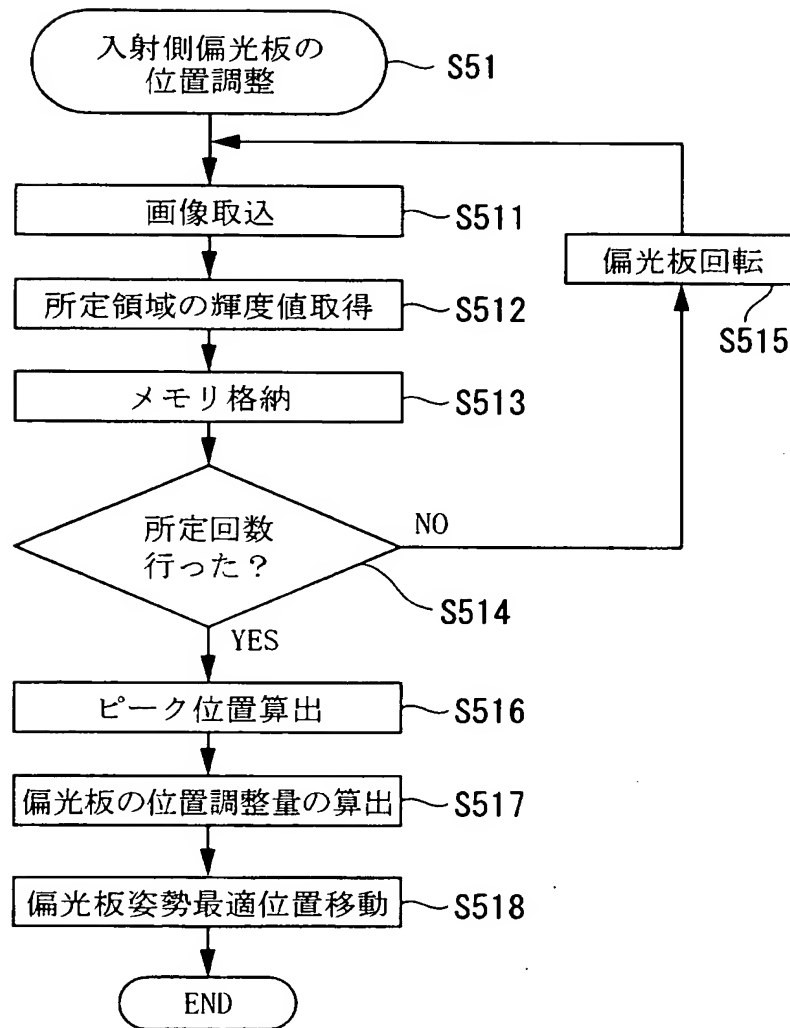 入射側偏光板の
位置調整
S51
画像取込
S511
偏光板回転
S515
所定領域の輝度値取得
S512
メモリ格納
S513
所定回数
行った?
NO
S514
YES
ピーク位置算出
S516
偏光板の位置調整量の算出
S517
偏光板姿勢最適位置移動
S518
END